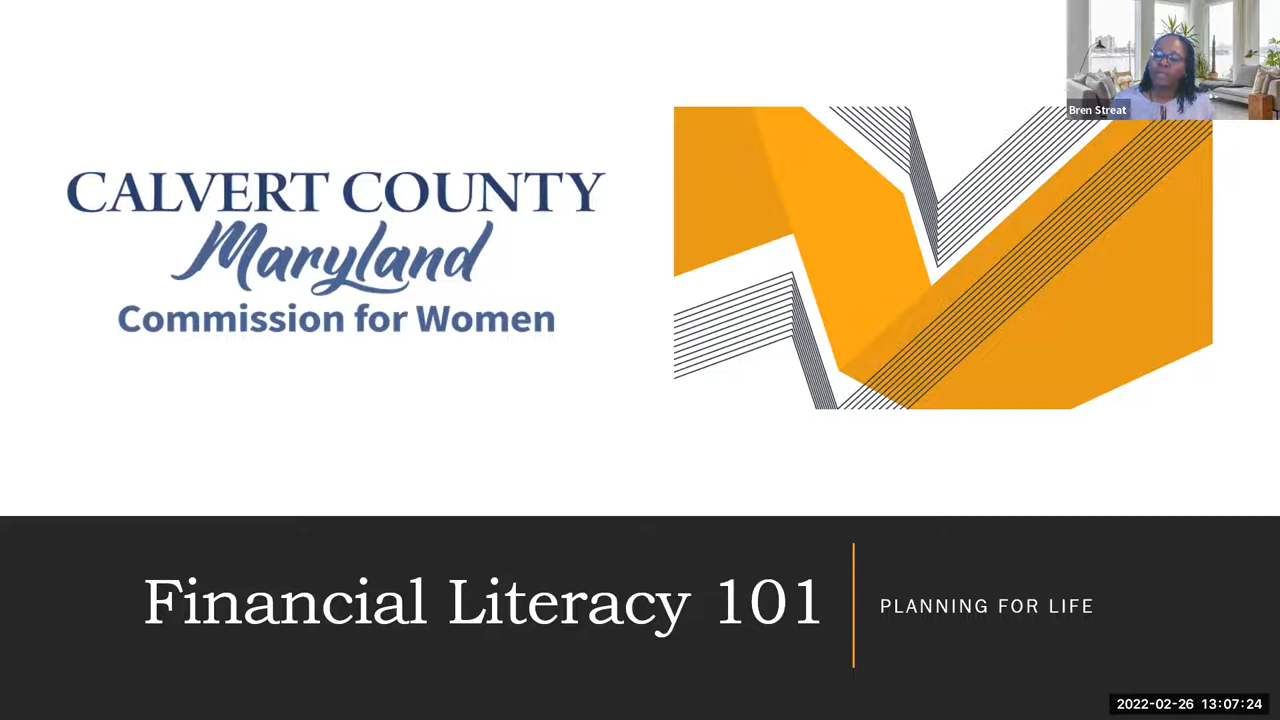 Bren Streat
CALVERT COUNTY
Maryland
Commission for Women
Financial Literacy 101
PLANNING FOR LIFE
2022-02-26 13:07:24